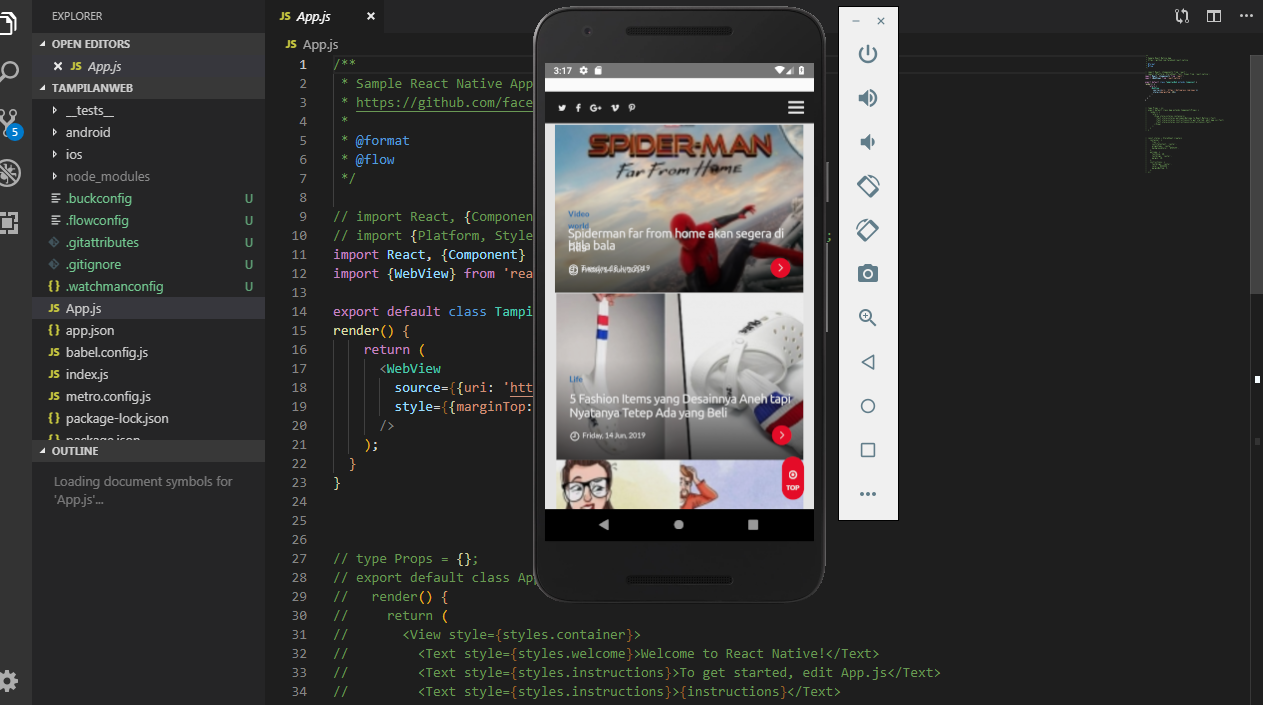 EXPLORER
OPEN EDITORS
JS App.js
TAMPILANWEB
__tests__
android
ios
node_modules
.buckconfig U
.flowconfig U
.gitattributes U
.gitignore U
{} .watchmanconfig U
JS App.js
{} app.json
JS babel.config.js
JS index.js
JS metro.config.js
{} package-lock.json
{} package.json
OUTLINE
Loading document symbols for
'App.js'...
5
JS App.js
JS App.js
1 /**
2 * Sample React Native App
3 * https://github.com/face
4 *
5 * @format
6 * @flow
7 */
8
9 // import React, {Component
10 // import {Platform, Style ;
11 import React, {Component}
12 import {WebView} from 'rea
13
14 export default class Tampi
15 render() {
16 return (
17 <WebView
18 source={{uri: 'htt
19 style={{marginTop:
20 />
21 );
22 }
23 }
24
25
26
27 // type Props = {};
28 // export default class Ap
29 // render() {
30 // return (
31 // <View style={styles.container}>
32 // <Text style={styles.welcome}>Welcome to React Native!</Text>
33 // <Text style={styles.instructions}>To get started, edit App.js</Text>
34 // <Text style={styles.instructions}>{instructions}</Text>
3:17
SPIDER-MAN
Far From Home
Video
world
Spiderman far from home akan segera di
bala bala
Life
5 Fashion Items yang Desainnya Aneh tapi
Nyatanya Tetep Ada yang Beli
Friday, 14 Jun, 2019
TOP